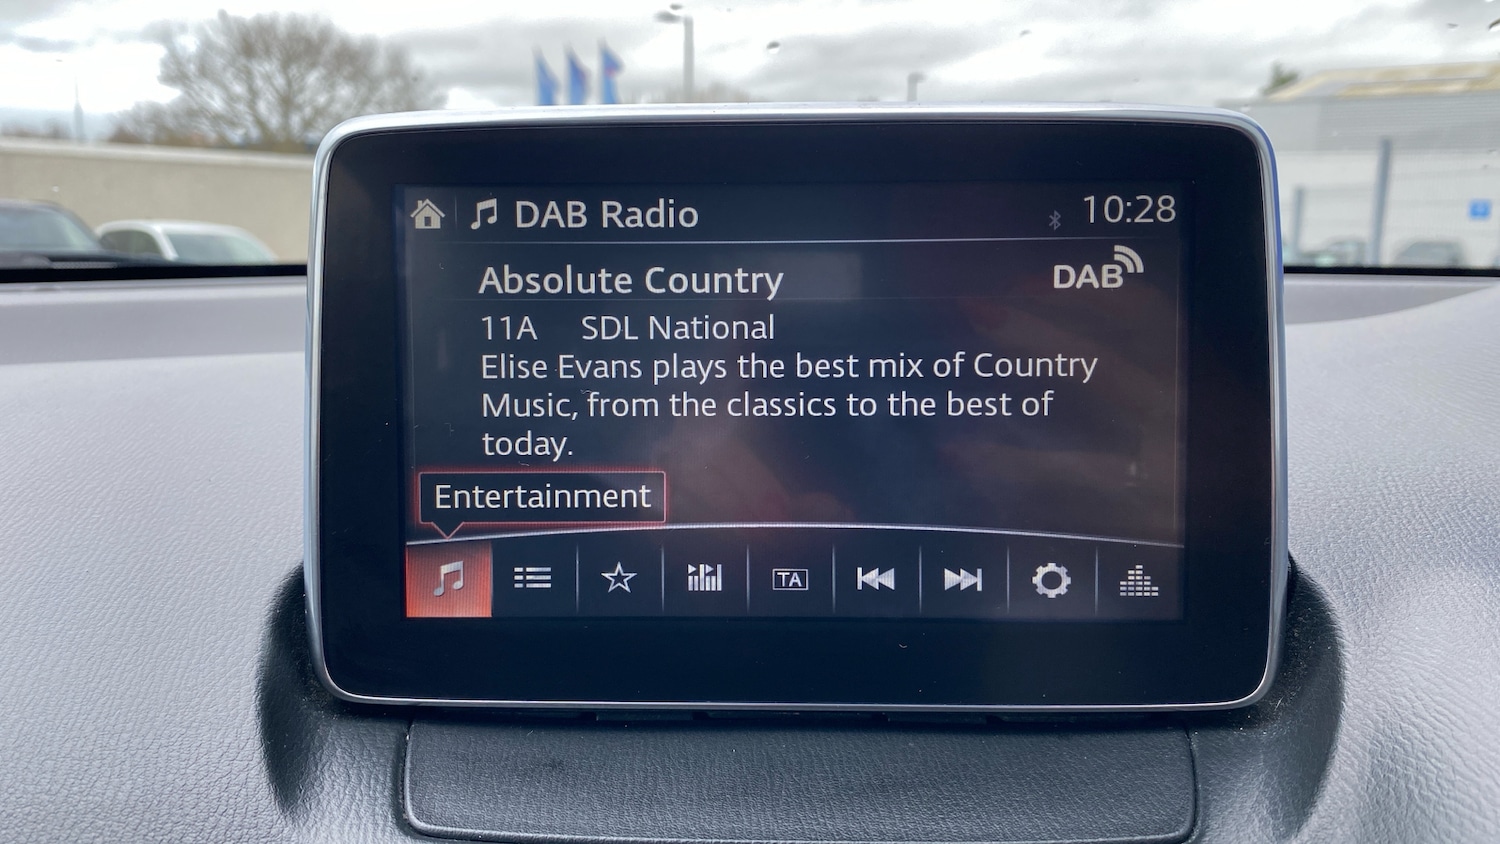 DAB Radio
10:28
Absolute Country
DAB
11A SDL National
Elise Evans plays the best mix of Country
Music, from the classics to the best of
today.
Entertainment
TA